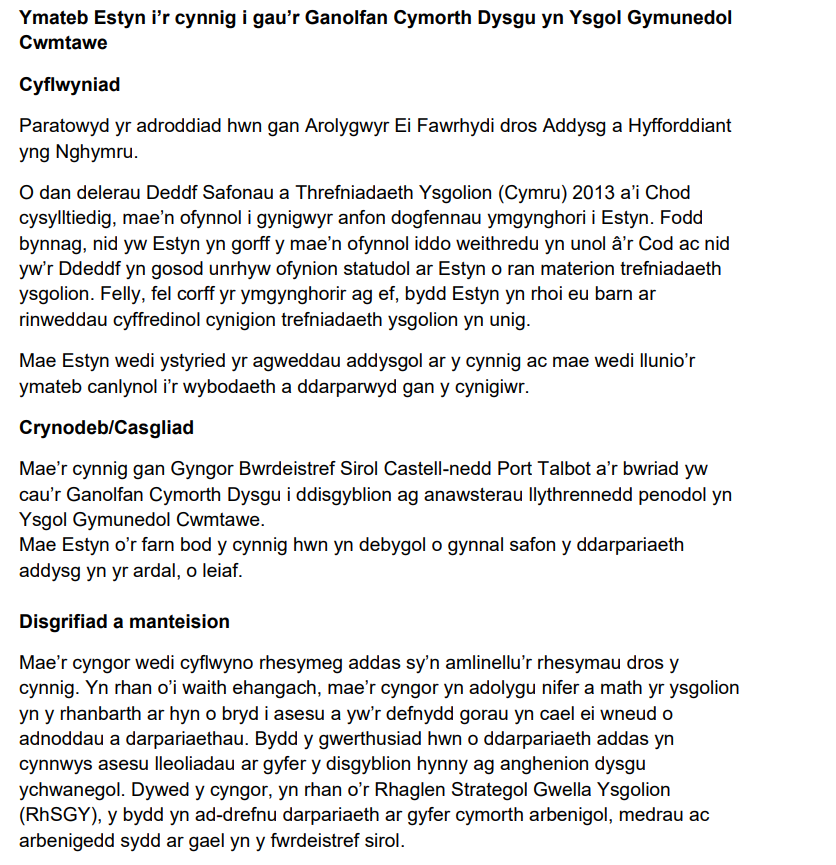 Ymateb Estyn i’r cynnig i gau’r Ganolfan Cymorth Dysgu yn Ysgol Gymunedol
Cwmtawe
Cyflwyniad
Paratowyd yr adroddiad hwn gan Arolygwyr Ei Fawrhydi dros Addysg a Hyfforddiant
yng Nghymru.
O dan delerau Deddf Safonau a Threfniadaeth Ysgolion (Cymru) 2013 a’i Chod
cysylltiedig, mae’n ofynnol i gynigwyr anfon dogfennau ymgynghori i Estyn. Fodd
bynnag, nid yw Estyn yn gorff y mae’n ofynnol iddo weithredu yn unol â’r Cod ac nid
yw’r Ddeddf yn gosod unrhyw ofynion statudol ar Estyn o ran materion trefniadaeth
ysgolion. Felly, fel corff yr ymgynghorir ag ef, bydd Estyn yn rhoi eu barn ar
rinweddau cyffredinol cynigion trefniadaeth ysgolion yn unig.
Mae Estyn wedi ystyried yr agweddau addysgol ar y cynnig ac mae wedi llunio’r
ymateb canlynol i’r wybodaeth a ddarparwyd gan y cynigiwr.
Crynodeb/Casgliad
Mae’r cynnig gan Gyngor Bwrdeistref Sirol Castell-nedd Port Talbot a’r bwriad yw
cau’r Ganolfan Cymorth Dysgu i ddisgyblion ag anawsterau llythrennedd penodol yn
Ysgol Gymunedol Cwmtawe.
Mae Estyn o’r farn bod y cynnig hwn yn debygol o gynnal safon y ddarpariaeth
addysg yn yr ardal, o leiaf.
Disgrifiad a manteision
Mae’r cyngor wedi cyflwyno rhesymeg addas sy’n amlinellu’r rhesymau dros y
cynnig. Yn rhan o’i waith ehangach, mae’r cyngor yn adolygu nifer a math yr ysgolion
yn y rhanbarth ar hyn o bryd i asesu a yw’r defnydd gorau yn cael ei wneud o
adnoddau a darpariaethau. Bydd y gwerthusiad hwn o ddarpariaeth addas yn
cynnwys asesu lleoliadau ar gyfer y disgyblion hynny ag anghenion dysgu
ychwanegol. Dywed y cyngor, yn rhan o’r Rhaglen Strategol Gwella Ysgolion
(RhSGY), y bydd yn ad-drefnu darpariaeth ar gyfer cymorth arbenigol, medrau ac
arbenigedd sydd ar gael yn y fwrdeistref sirol.